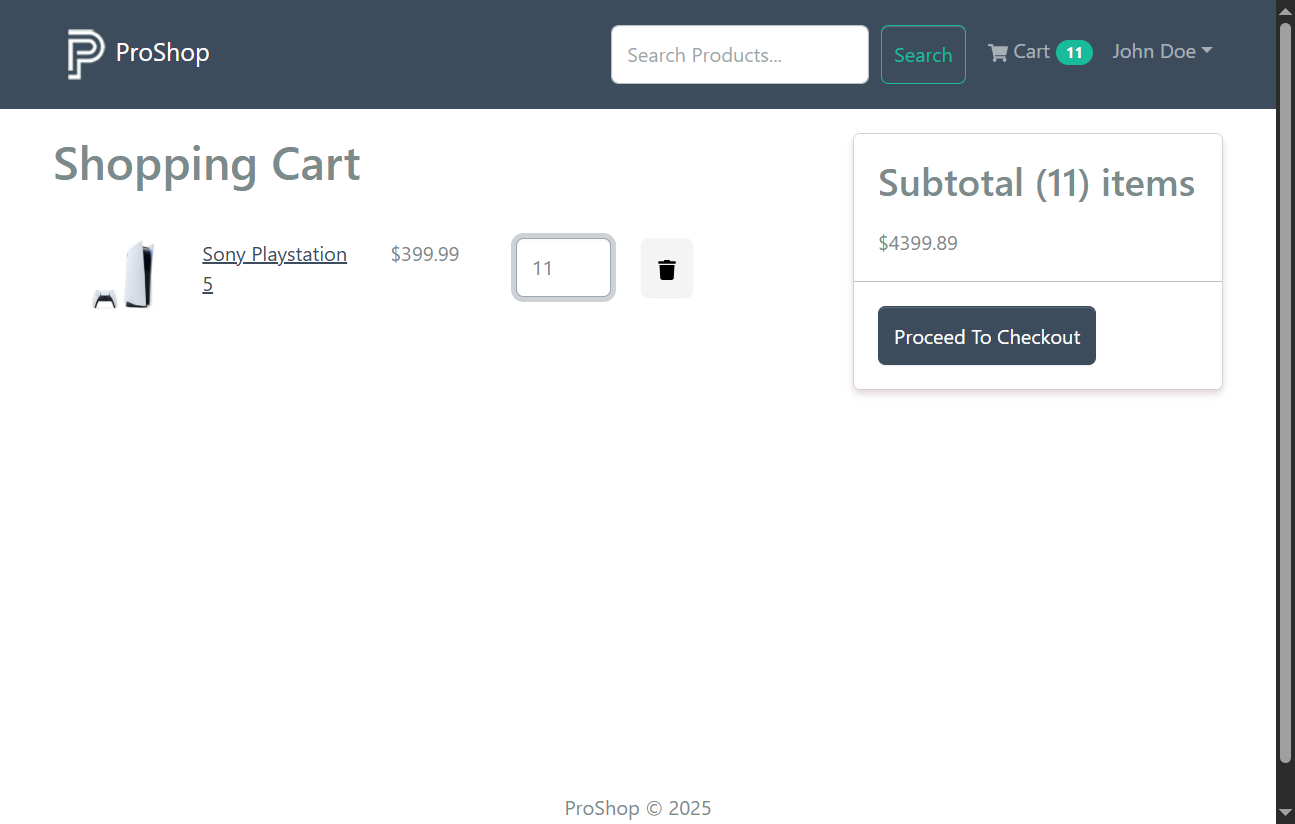 ProShop
Search Products...
Search
Cart 11
John Doe
Shopping Cart
Sony Playstation
5
$399.99
11
Subtotal (11) items
$4399.89
Proceed To Checkout
ProShop © 2025